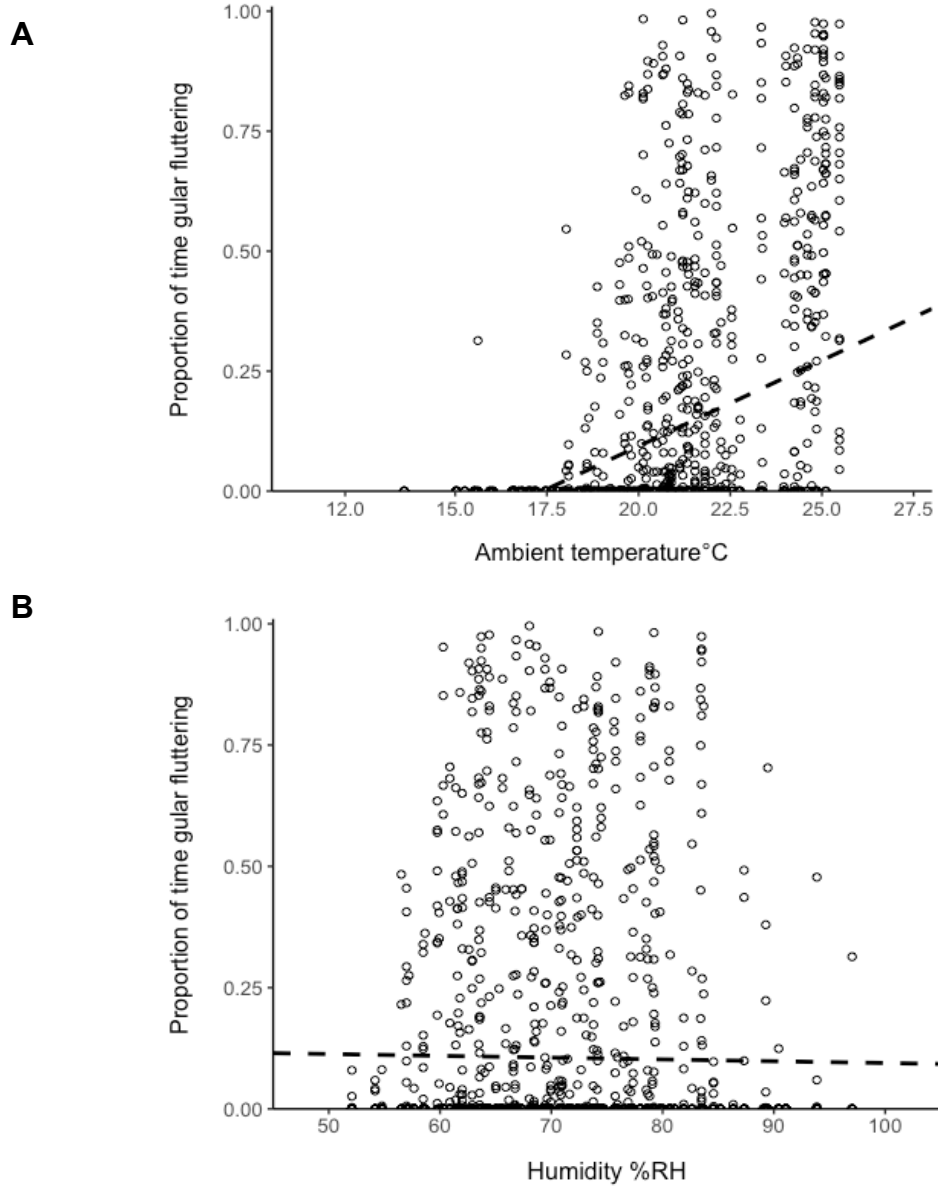 A
1.00
0.75
0.50
0.25
0.00
Proportion of time gular fluttering
12.0 15.0 17.5 20.0 22.5 25.0 27.5
Ambient temperature°C
B
1.00
0.75
0.50
0.25
0.00
Proportion of time gular fluttering
50 60 70 80 90 100
Humidity %RH